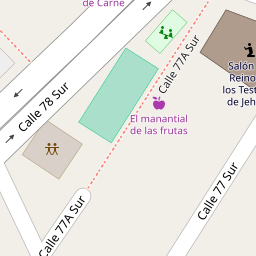 de Carne
Calle 77A Sur
Salón
Reino
los Test
de Jeh
El manantial
de las frutas
Calle 78 Sur
Calle 77 Sur
Calle 77A Sur